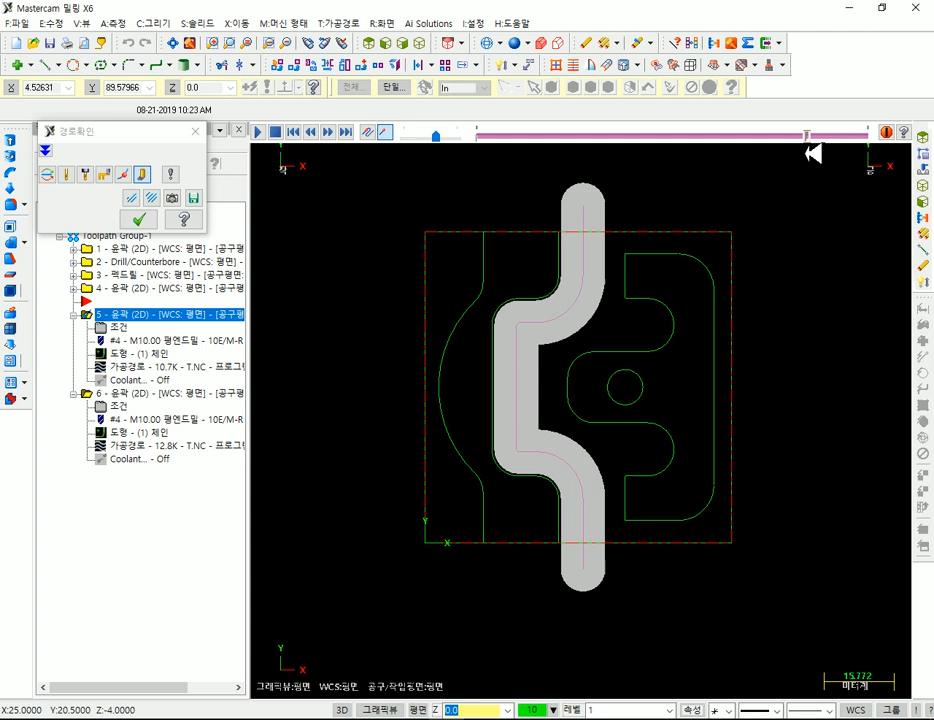 Mastercam 밀링 X6
F:파일 E:수정 V:뷰 A:측정 C:그리기 S:솔리드 X:이동 M:머신 형태 T:가공경로 R:화면 Ai Solutions I:설정 H:도움말
X 4.52631 Y 89.57966 Z 0.0 전체... 단일... In
08-21-2019 10:23 AM
경로확인
Toolpath Group-1
1 - 윤곽 (2D) - [WCS: 평면] - [공구평
2 - Drill/Counterbore - [WCS: 평면] -
3 - 펙드릴 - [WCS: 평면] - [공구평면:
4 - 윤곽 (2D) - [WCS: 평면] - [공구평
5 - 윤곽 (2D) - [WCS: 평면] - [공구평
조건
#4 - M10.00 평엔드밀 - 10E/M-R
도형 - (1) 체인
가공경로 - 10.7K - T.NC - 프로그
Coolant... - Off
6 - 윤곽 (2D) - [WCS: 평면] - [공구평
조건
#4 - M10.00 평엔드밀 - 10E/M-R
도형 - (1) 체인
가공경로 - 12.8K - T.NC - 프로그
Coolant... - Off
X
X
Y
X
Y
X
그래픽뷰:평면 WCS:평면 공구/작업평면:평면
15.772
미터계
X:25.0000 Y:20.5000 Z:-4.0000 3D 그래픽뷰 평면 Z 0.0 10 레벨 1 속성 WCS 그룹 ! ?